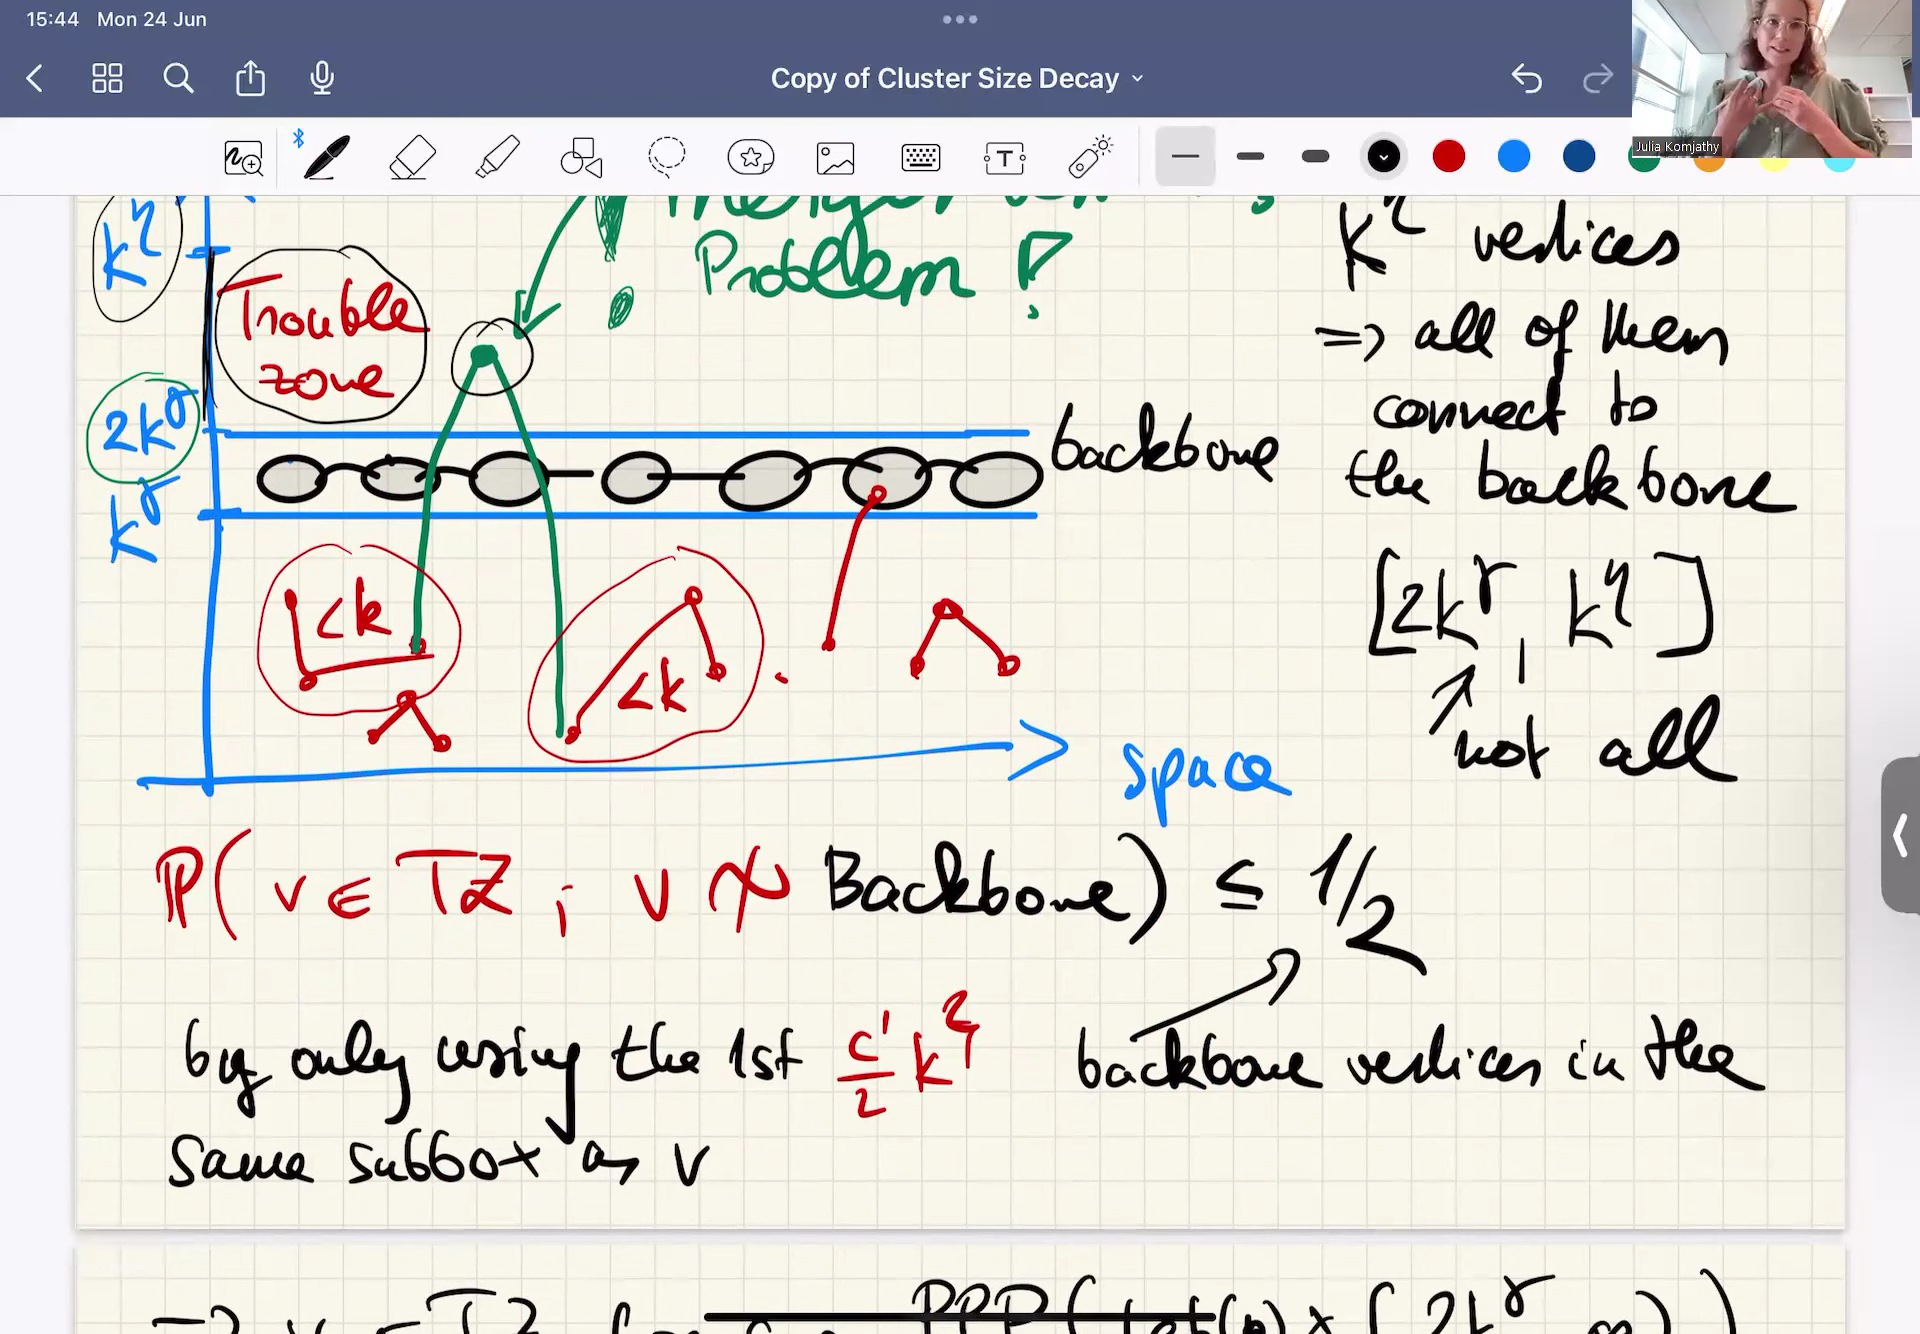 15:44 Mon 24 Jun
Copy of Cluster Size Decay
Julia Komjathy
Problem !
k^η
Trouble
zone
2k^γ
k^γ
backbone
<k
<k
space
k^η vertices
=> all of them
connect to
the backbone
[2k^γ, k^η]
not all
P( v ∈ TZ ; v ≁ Backbone) ≤ 1/2
by only using the 1st c'/2 k^ξ backbone vertices in the
same subbox as v